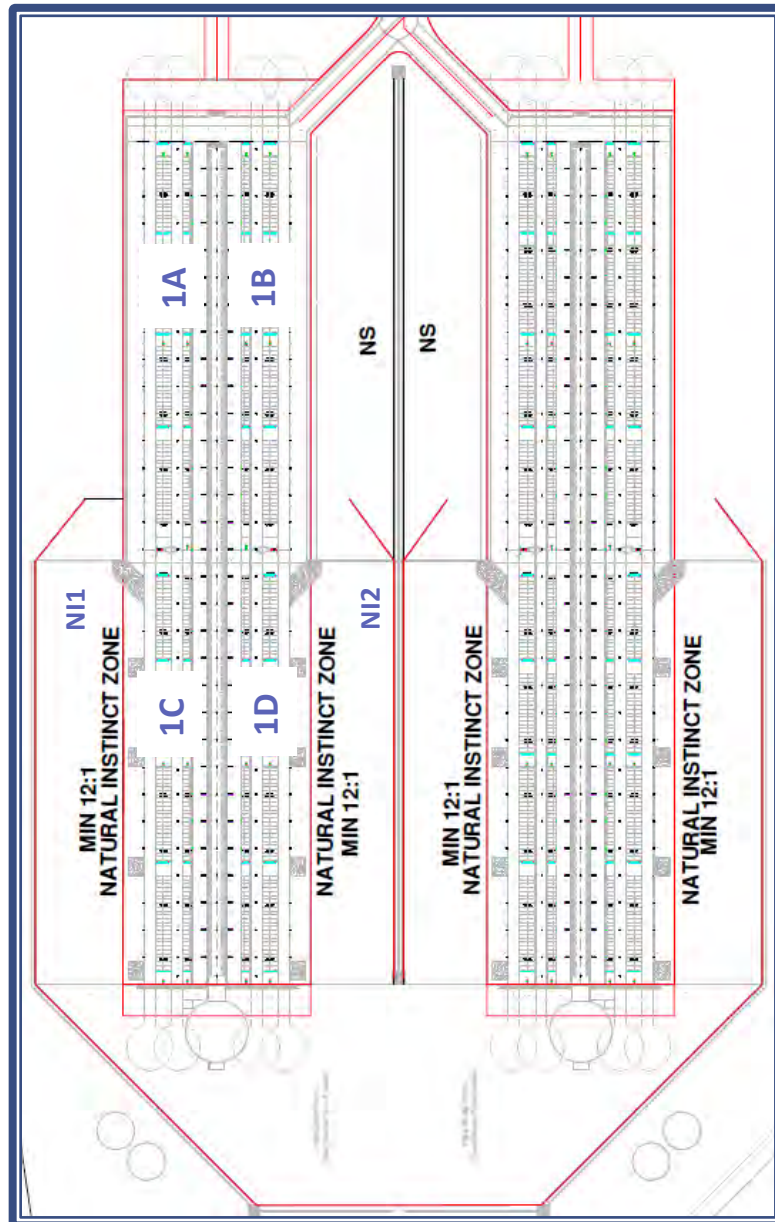 1A
1B
NS
NS
NI1
NI2
1C
1D
MIN 12:1
NATURAL INSTINCT ZONE
NATURAL INSTINCT ZONE
MIN 12:1
MIN 12:1
NATURAL INSTINCT ZONE
NATURAL INSTINCT ZONE
MIN 12:1